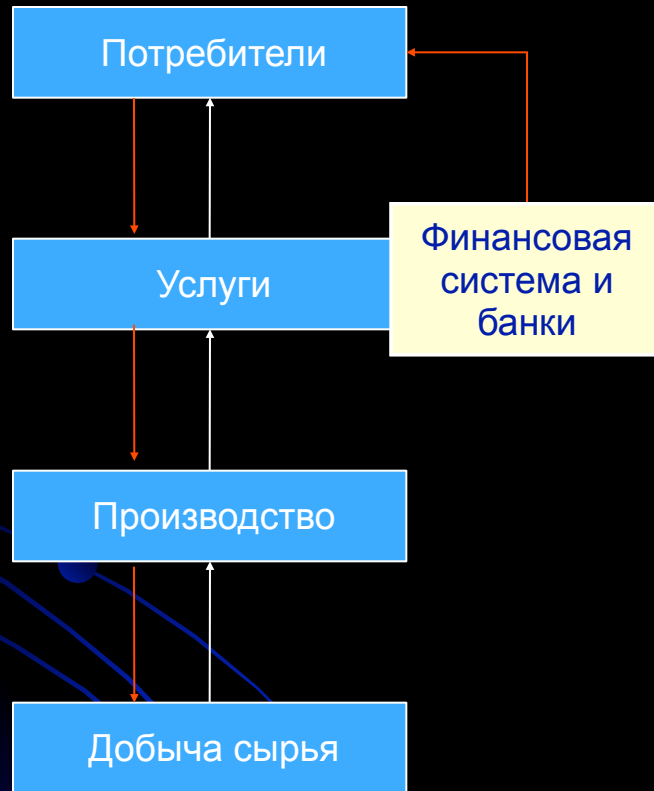 Потребители
Услуги
Финансовая
система и
банки
Производство
Добыча сырья